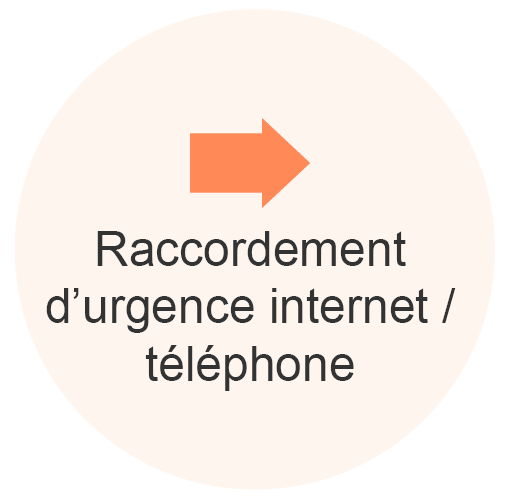 Raccordement
d’urgence internet /
téléphone